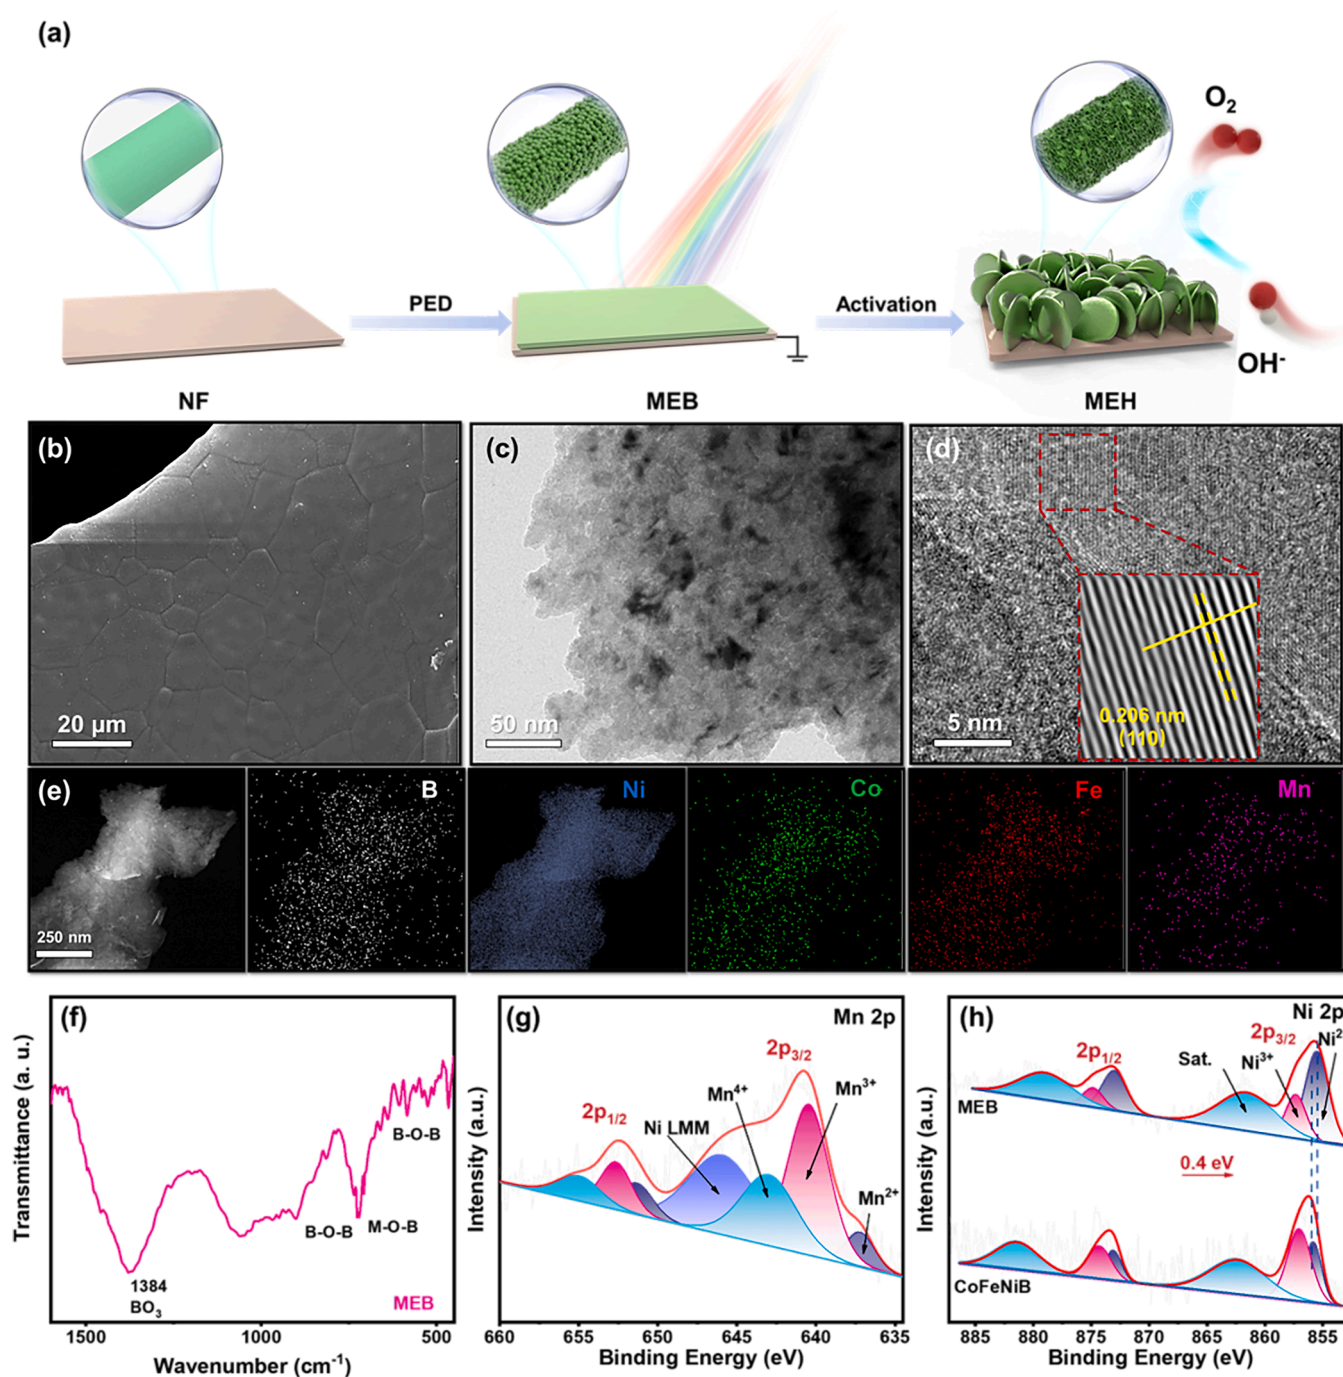 (a)
O₂
PED
Activation
OH⁻
NF
MEB
MEH
(b)
20 μm
(c)
50 nm
(d)
0.206 nm
(110)
5 nm
(e)
250 nm
B
Ni
Co
Fe
Mn
(f)
Transmittance (a. u.)
B-O-B
B-O-B
M-O-B
1384
BO₃
MEB
1500
1000
500
Wavenumber (cm⁻¹)
(g)
Mn 2p
Intensity (a.u.)
2p₃/₂
2p₁/₂
Ni LMM
Mn⁴⁺
Mn³⁺
Mn²⁺
660
655
650
645
640
635
Binding Energy (eV)
(h)
Ni 2p
Intensity (a.u.)
2p₁/₂
2p₃/₂
Sat.
Ni³⁺
Ni²
MEB
0.4 eV
CoFeNiB
885
880
875
870
865
860
855
Binding Energy (eV)